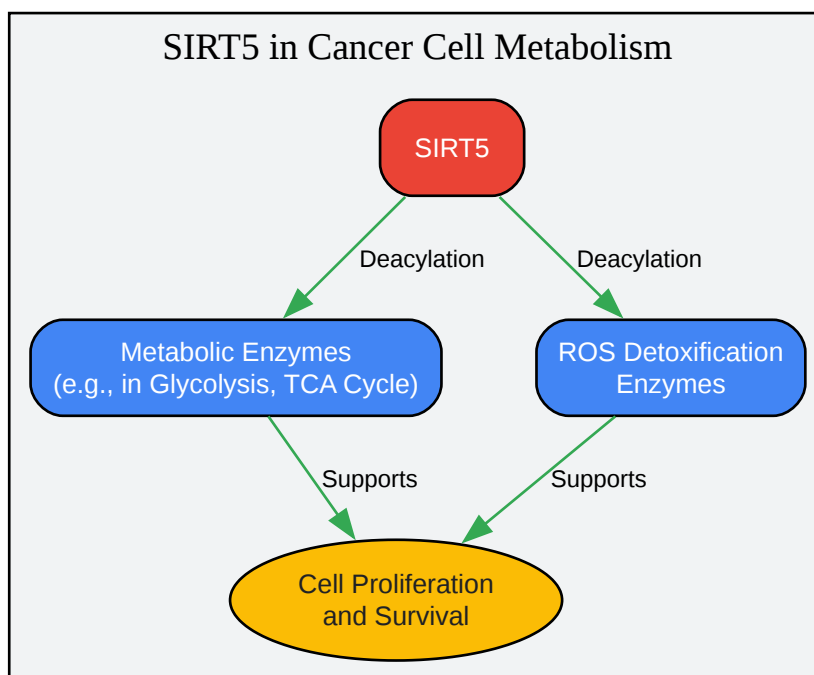 SIRT5 in Cancer Cell Metabolism
SIRT5
Deacylation
Deacylation
Metabolic Enzymes
(e.g., in Glycolysis, TCA Cycle)
ROS Detoxification
Enzymes
Supports
Supports
Cell Proliferation
and Survival